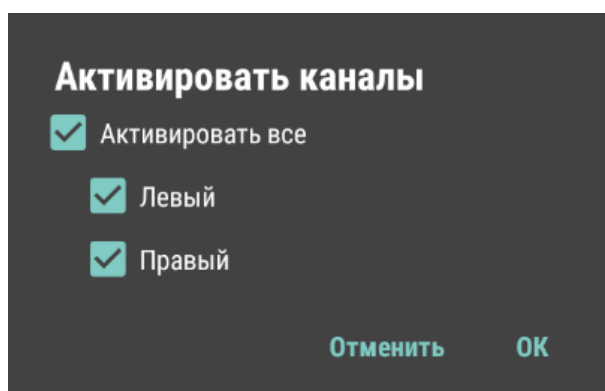 Активировать каналы
Активировать все
Левый
Правый
Отменить OK